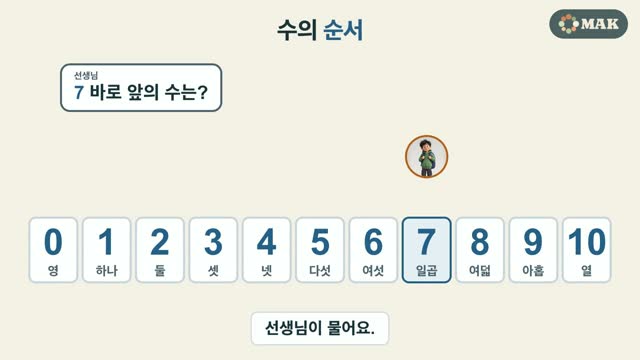 수의 순서
MAK
선생님
7 바로 앞의 수는?
0 1 2 3 4 5 6 7 8 9 10
영 하나 둘 셋 넷 다섯 여섯 일곱 여덟 아홉 열
선생님이 물어요.